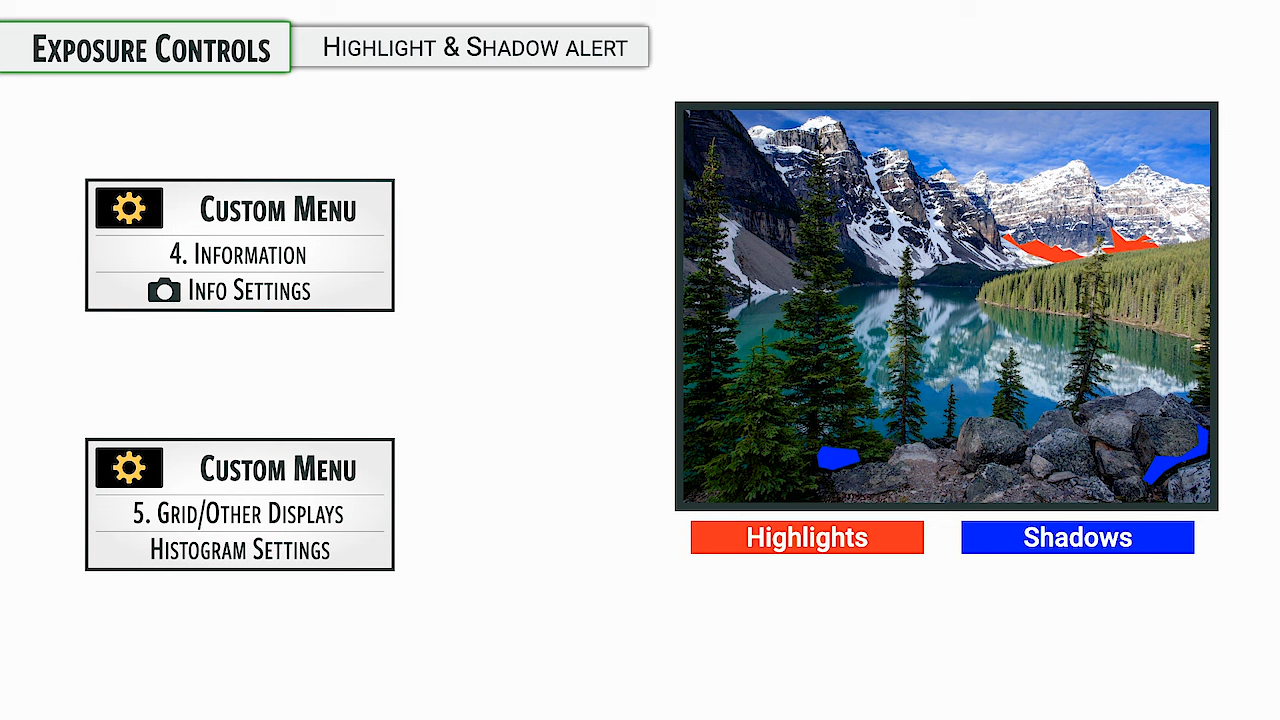 Exposure Controls
Highlight & Shadow alert
Custom Menu
4. Information
Info Settings
Custom Menu
5. Grid/Other Displays
Histogram Settings
Highlights
Shadows